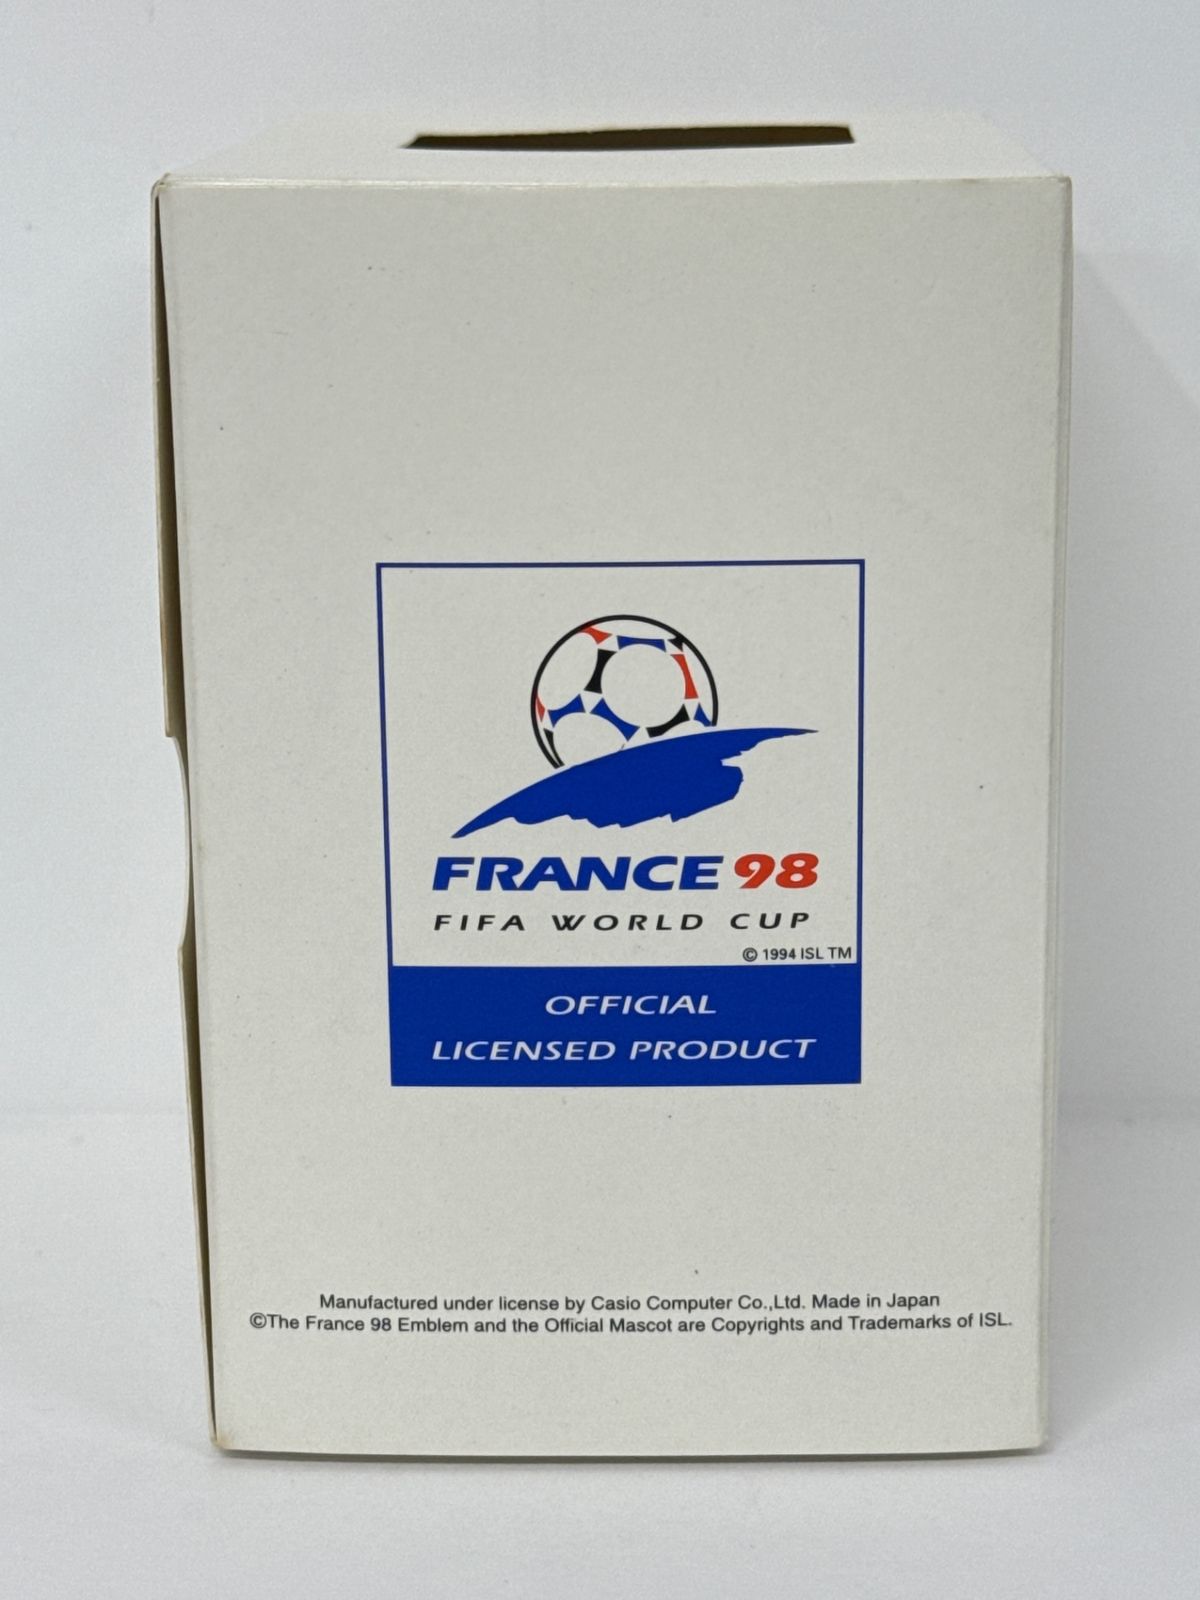 FRANCE 98
FIFA WORLD CUP
© 1994 ISL TM
OFFICIAL
LICENSED PRODUCT
Manufactured under license by Casio Computer Co.,Ltd. Made in Japan
©The France 98 Emblem and the Official Mascot are Copyrights and Trademarks of ISL.